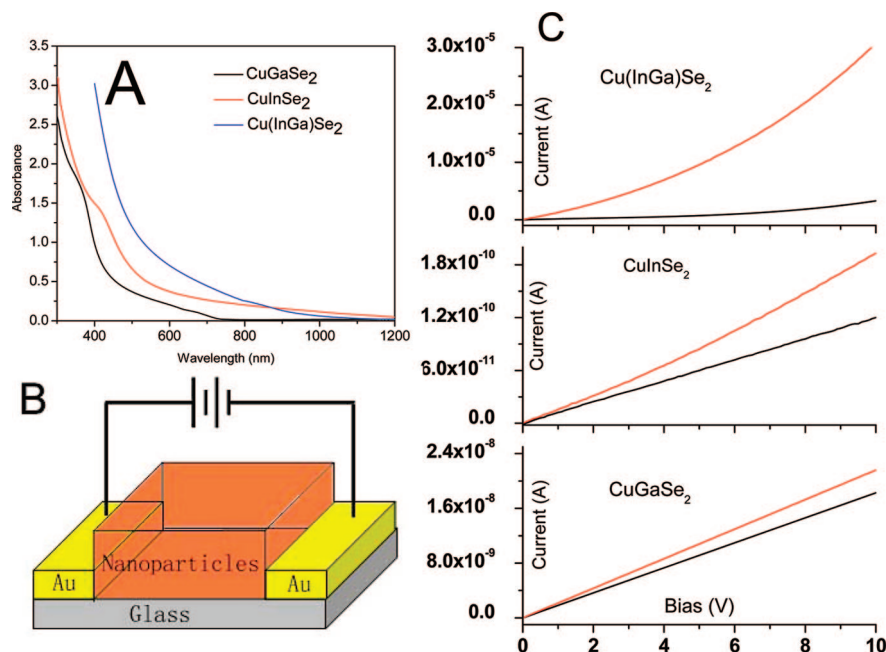 A
CuGaSe2
CuInSe2
Cu(InGa)Se2
Absorbance
3.5
3.0
2.5
2.0
1.5
1.0
0.5
0.0
400 600 800 1000 1200
Wavelength (nm)
B
Nanoparticles
Au Au
Glass
C
Cu(InGa)Se2
Current (A)
3.0x10-5
2.0x10-5
1.0x10-5
0.0
CuInSe2
Current (A)
1.8x10-10
1.2x10-10
6.0x10-11
0.0
CuGaSe2
Current (A)
2.4x10-8
1.6x10-8
8.0x10-9
0.0
Bias (V)
0 2 4 6 8 10